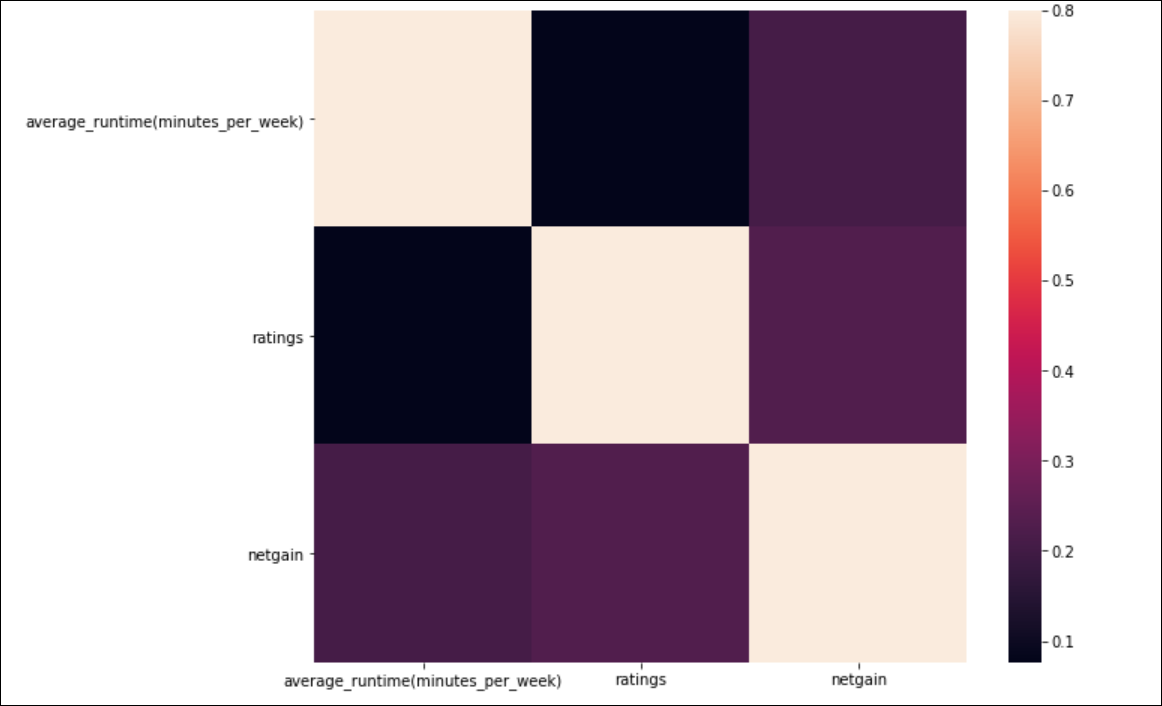 average_runtime(minutes_per_week)
ratings
netgain
average_runtime(minutes_per_week)
ratings
netgain
0.8
0.7
0.6
0.5
0.4
0.3
0.2
0.1